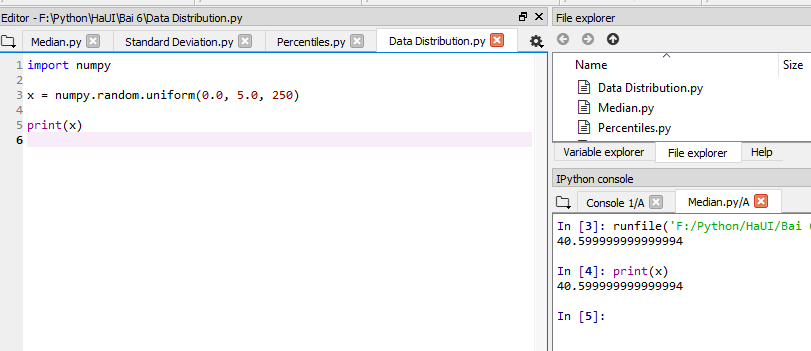 Editor - F:\Python\HaUI\Bai 6\Data Distribution.py
Median.py Standard Deviation.py Percentiles.py Data Distribution.py
1 import numpy
2
3 x = numpy.random.uniform(0.0, 5.0, 250)
4
5 print(x)
6
File explorer
Name Size
Data Distribution.py
Median.py
Percentiles.py
Variable explorer File explorer Help
IPython console
Console 1/A Median.py/A
In [3]: runfile('F:/Python/HaUI/Bai
40.599999999999994
In [4]: print(x)
40.599999999999994
In [5]: